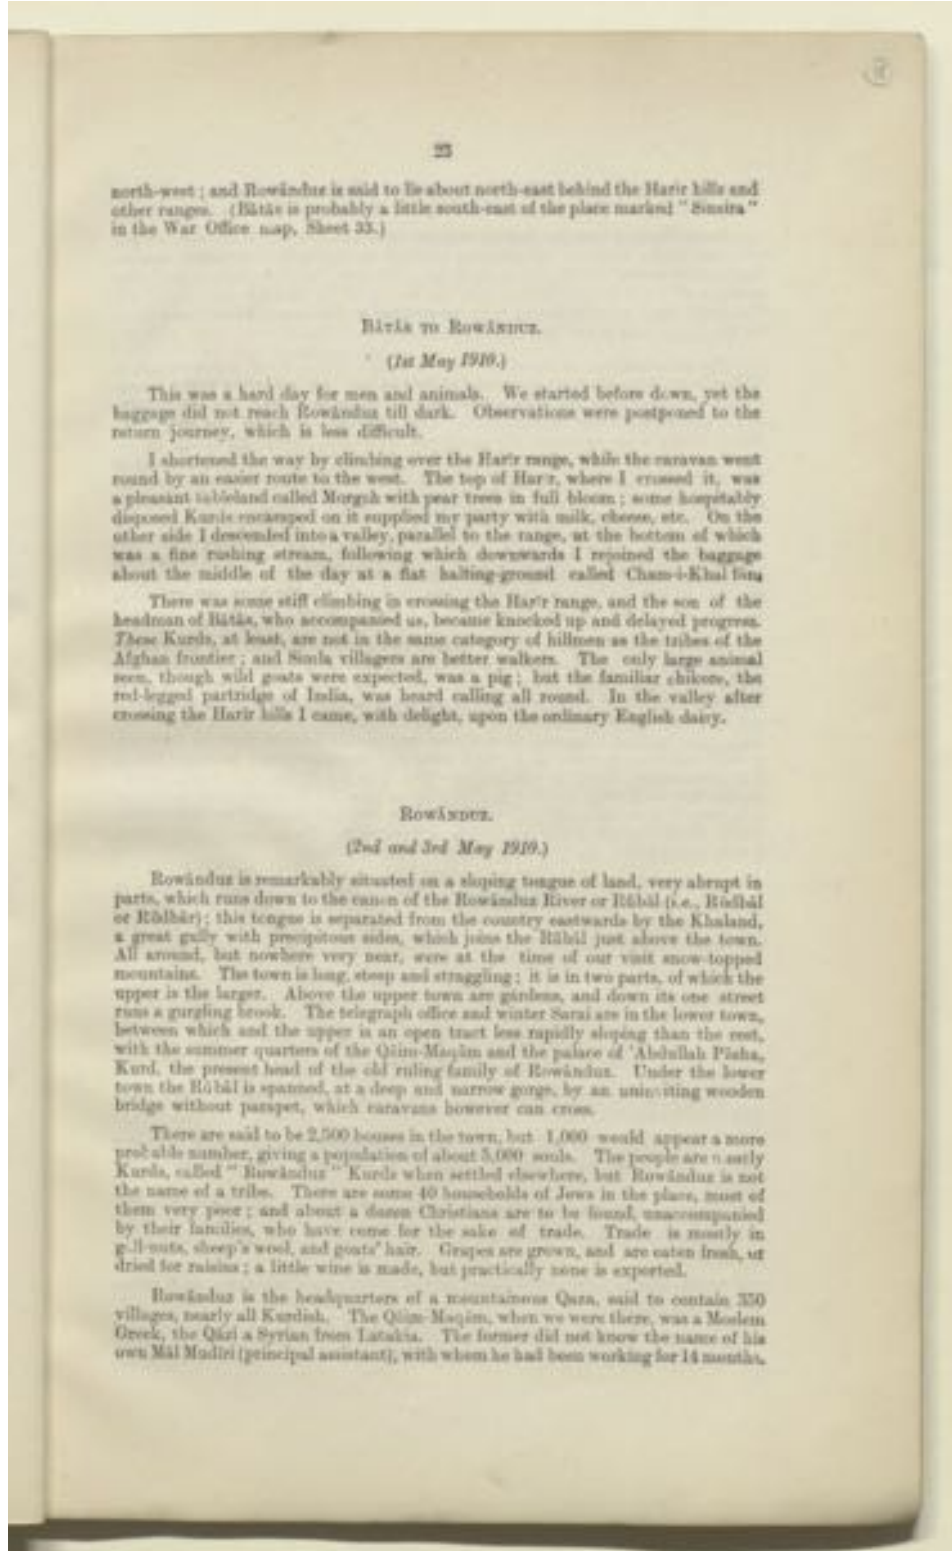 23
north-west ; and Rowānduz is said to lie about north-east behind the Harīr hills and
other ranges. (Bātās is probably a little south-east of the place marked "
in the War Office map, Sheet 33.)
BĀTĀS TO ROWĀNDUZ.
(1st May 1910.)
This was a hard day for men and animals. We started before dawn, yet the
baggage did not reach Rowānduz till dark. Observations were postponed to the
return journey, which is less difficult.
I shortened the way by climbing over the Harīr range, while the caravan went
round by an easier route to the west. The top of Harīr, where I crossed it, was
a pleasant tableland called Morgeh with pear trees in full bloom ; some hospitably
disposed Kurds encamped on it supplied my party with milk, cheese, etc. On the
other side I descended into a valley, parallel to the range, at the bottom of which
was a fine rushing stream, following which downwards I rejoined the baggage
about the middle of the day at a flat halting-ground called
There was some stiff climbing in crossing the Harīr range, and the son of the
headman of Bātās, who accompanied us, became knocked up and delayed progress.
These Kurds, at least, are not in the same category of hillmen as the tribes of the
Afghan frontier ; and Simla villagers are better walkers. The only large animal
seen, though wild goats were expected, was a pig ; but the familiar chikore, the
red-legged partridge of India, was heard calling all round. In the valley after
crossing the Harīr hills I came, with delight, upon the ordinary English daisy.
ROWĀNDUZ.
(2nd and 3rd May 1910.)
Rowānduz is remarkably situated on a sloping tongue of land, very abrupt in
parts, which runs down to the cañon of the Rowānduz River or Rūbāl (i.e., Rūdbāl
or Rūdbār) ; this tongue is separated from the country eastwards by the Khaland,
a great gully with precipitous sides, which joins the Rūbāl just above the town.
All around, but nowhere very near, were at the time of our visit snow-topped
mountains. The town is long, steep and straggling ; it is in two parts, of which the
upper is the larger. Above the upper town are gardens, and down its one street
runs a gurgling brook. The telegraph office and winter Sarai are in the lower town,
between which and the upper is an open tract less rapidly sloping than the rest,
with the summer quarters of the Qāim-Maqām and the palace of 'Abdullah Pāsha,
Kurd, the present head of the old ruling family of Rowānduz. Under the lower
town the Rūbāl is spanned, at a deep and narrow gorge, by an uninviting wooden
bridge without parapet, which caravans however can cross.
There are said to be 2,500 houses in the town, but 1,000 would appear a more
probable number, giving a population of about 5,000 souls. The people are nearly
Kurds, called " Rowānduz " Kurds when settled elsewhere, but Rowānduz is not
the name of a tribe. There are some 40 households of Jews in the place, most of
them very poor ; and about a dozen Christians are to be found, unaccompanied
by their families, who have come for the sake of trade. Trade is mostly in
gall-nuts, sheep's wool, and goats' hair. Grapes are grown, and are eaten fresh, or
dried for raisins ; a little wine is made, but practically none is exported.
Rowānduz is the headquarters of a mountainous Qaza, said to contain 350
villages, nearly all Kurdish. The Qāim-Maqām, when we were there, was a Moslem
Greek, the Qāzi a Syrian from Latakia. The former did not know the name of his
own Māl Mudīri (principal assistant), with whom he had been working for 14 months.